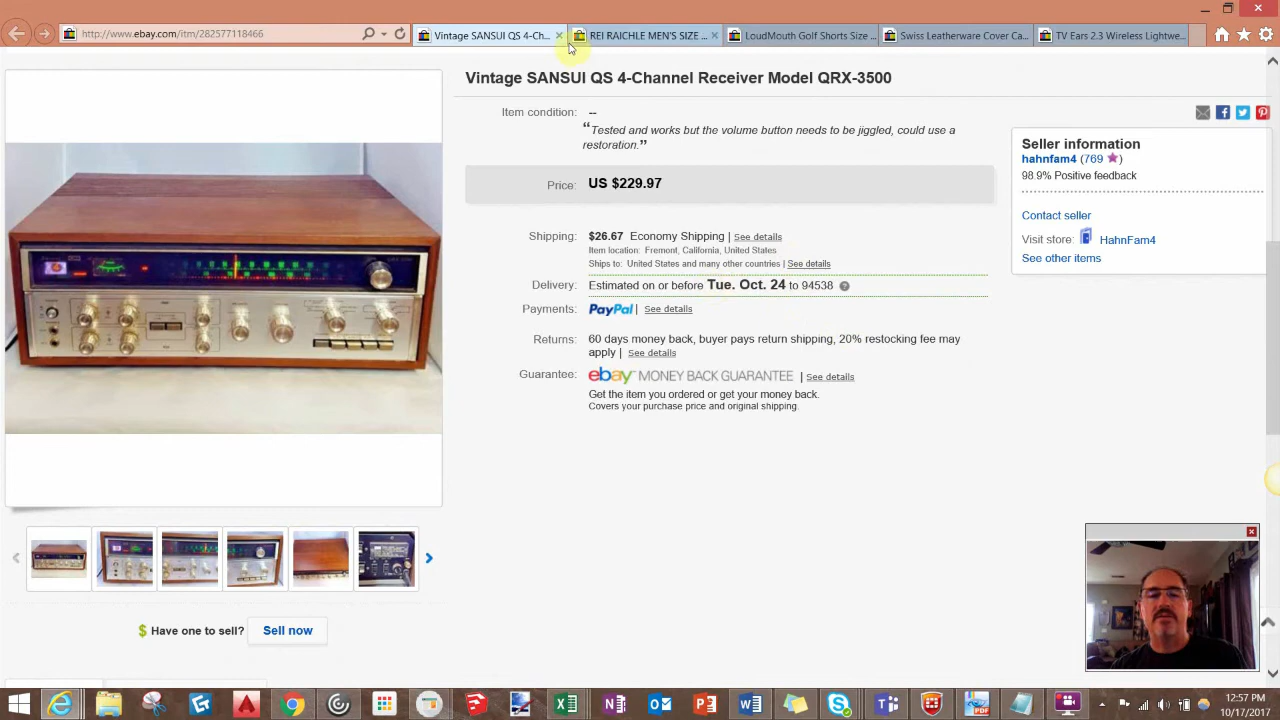 http://www.ebay.com/itm/282577118466
Vintage SANSUI QS 4-Ch...
REI RAICHLE MEN'S SIZE ...
LoudMouth Golf Shorts Size ...
Swiss Leatherware Cover Ca...
TV Ears 2.3 Wireless Lightwe...
Vintage SANSUI QS 4-Channel Receiver Model QRX-3500
Item condition: --
"Tested and works but the volume button needs to be jiggled, could use a
restoration."
Price: US $229.97
Shipping: $26.67 Economy Shipping | See details
Item location: Fremont, California, United States
Ships to: United States and many other countries | See details
Delivery: Estimated on or before Tue. Oct. 24 to 94538
Payments: PayPal | See details
Returns: 60 days money back, buyer pays return shipping, 20% restocking fee may
apply | See details
Guarantee: ebay MONEY BACK GUARANTEE | See details
Get the item you ordered or get your money back.
Covers your purchase price and original shipping.
Seller information
hahnfam4 (769)
98.9% Positive feedback
Contact seller
Visit store: HahnFam4
See other items
$ Have one to sell? Sell now
12:57 PM
10/17/2017